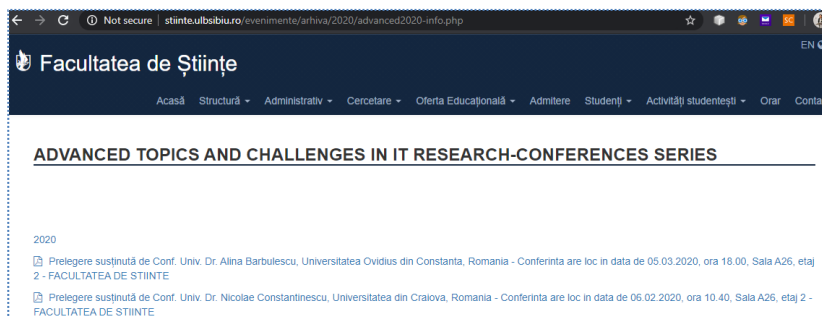 Not secure | stiinte.ulbsibiu.ro/evenimente/arhiva/2020/advanced2020-info.php
SC
EN
Facultatea de Științe
Acasă Structură Administrativ Cercetare Oferta Educațională Admitere Studenți Activități studentești Orar Conta
ADVANCED TOPICS AND CHALLENGES IN IT RESEARCH-CONFERENCES SERIES
2020
Prelegere susținută de Conf. Univ. Dr. Alina Barbulescu, Universitatea Ovidius din Constanta, Romania - Conferinta are loc in data de 05.03.2020, ora 18.00, Sala A26, etaj
2 - FACULTATEA DE STIINTE
Prelegere susținută de Conf. Univ. Dr. Nicolae Constantinescu, Universitatea din Craiova, Romania - Conferinta are loc in data de 06.02.2020, ora 10.40, Sala A26, etaj 2 -
FACULTATEA DE STIINTE